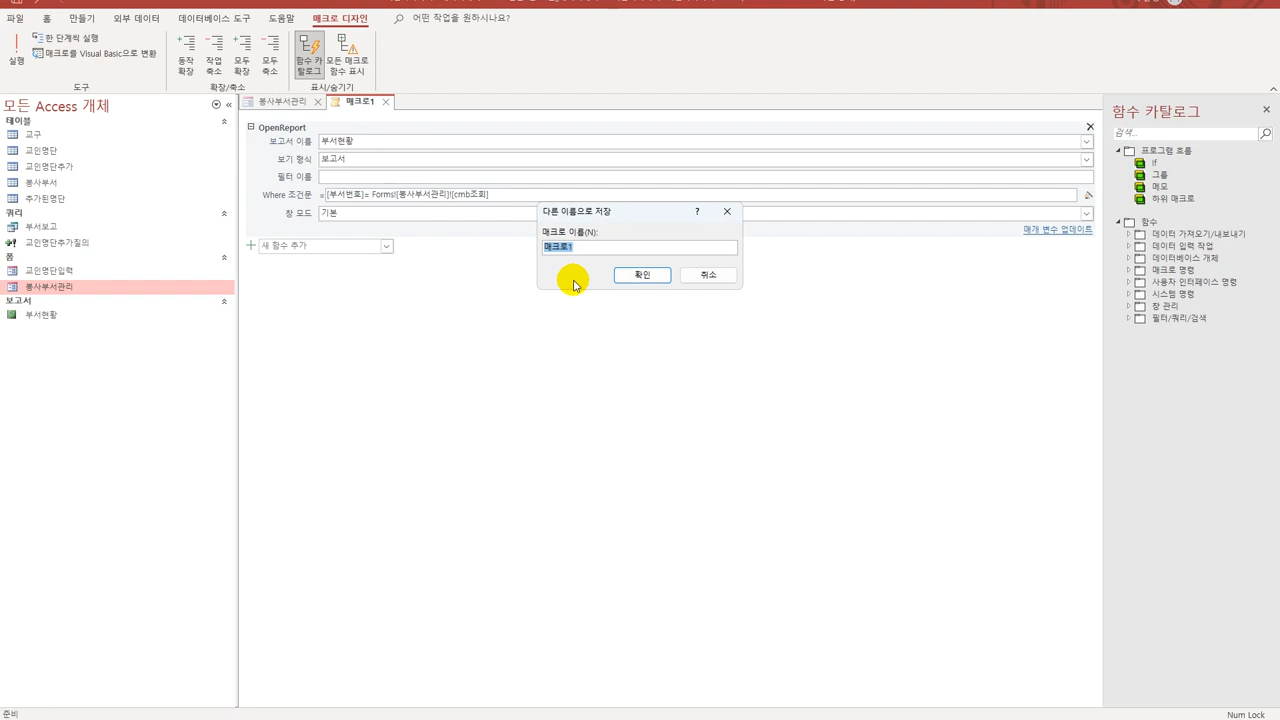 파일 홈 만들기 외부 데이터 데이터베이스 도구 도움말 매크로 디자인 어떤 작업을 원하시나요?
실행
한 단계씩 실행
매크로를 Visual Basic으로 변환
동작 확장 작업 축소 모두 확장 모두 축소
함수 카탈로그 모든 매크로 함수 표시
도구 확장/축소 표시/숨기기
모든 Access 개체
테이블
교구
교인명단
교인명단추가
봉사부서
추가된명단
쿼리
부서보고
교인명단추가질의
폼
교인명단입력
봉사부서관리
보고서
부서현황
봉사부서관리 매크로1
OpenReport
보고서 이름 부서현황
보기 형식 보고서
필터 이름
Where 조건문 = [부서번호]= Forms![봉사부서관리]![cmb조회]
창 모드 기본
매개 변수 업데이트
새 함수 추가
다른 이름으로 저장 ?
매크로 이름(N):
매크로1
확인 취소
함수 카탈로그
검색...
프로그램 흐름
If
그룹
메모
하위 매크로
함수
데이터 가져오기/내보내기
데이터 입력 작업
데이터베이스 개체
매크로 명령
사용자 인터페이스 명령
시스템 명령
창 관리
필터/쿼리/검색
준비 Num Lock